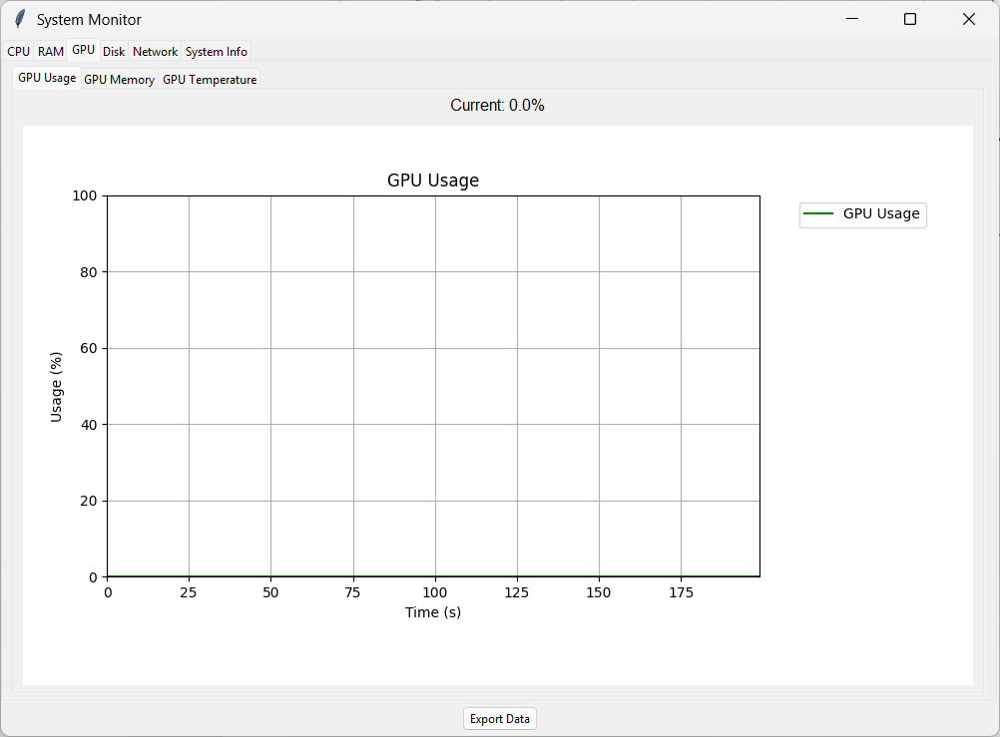 System Monitor
CPU RAM GPU Disk Network System Info
GPU Usage GPU Memory GPU Temperature
Current: 0.0%
GPU Usage
100
80
60
40
20
0
Usage (%)
0 25 50 75 100 125 150 175
Time (s)
GPU Usage
Export Data